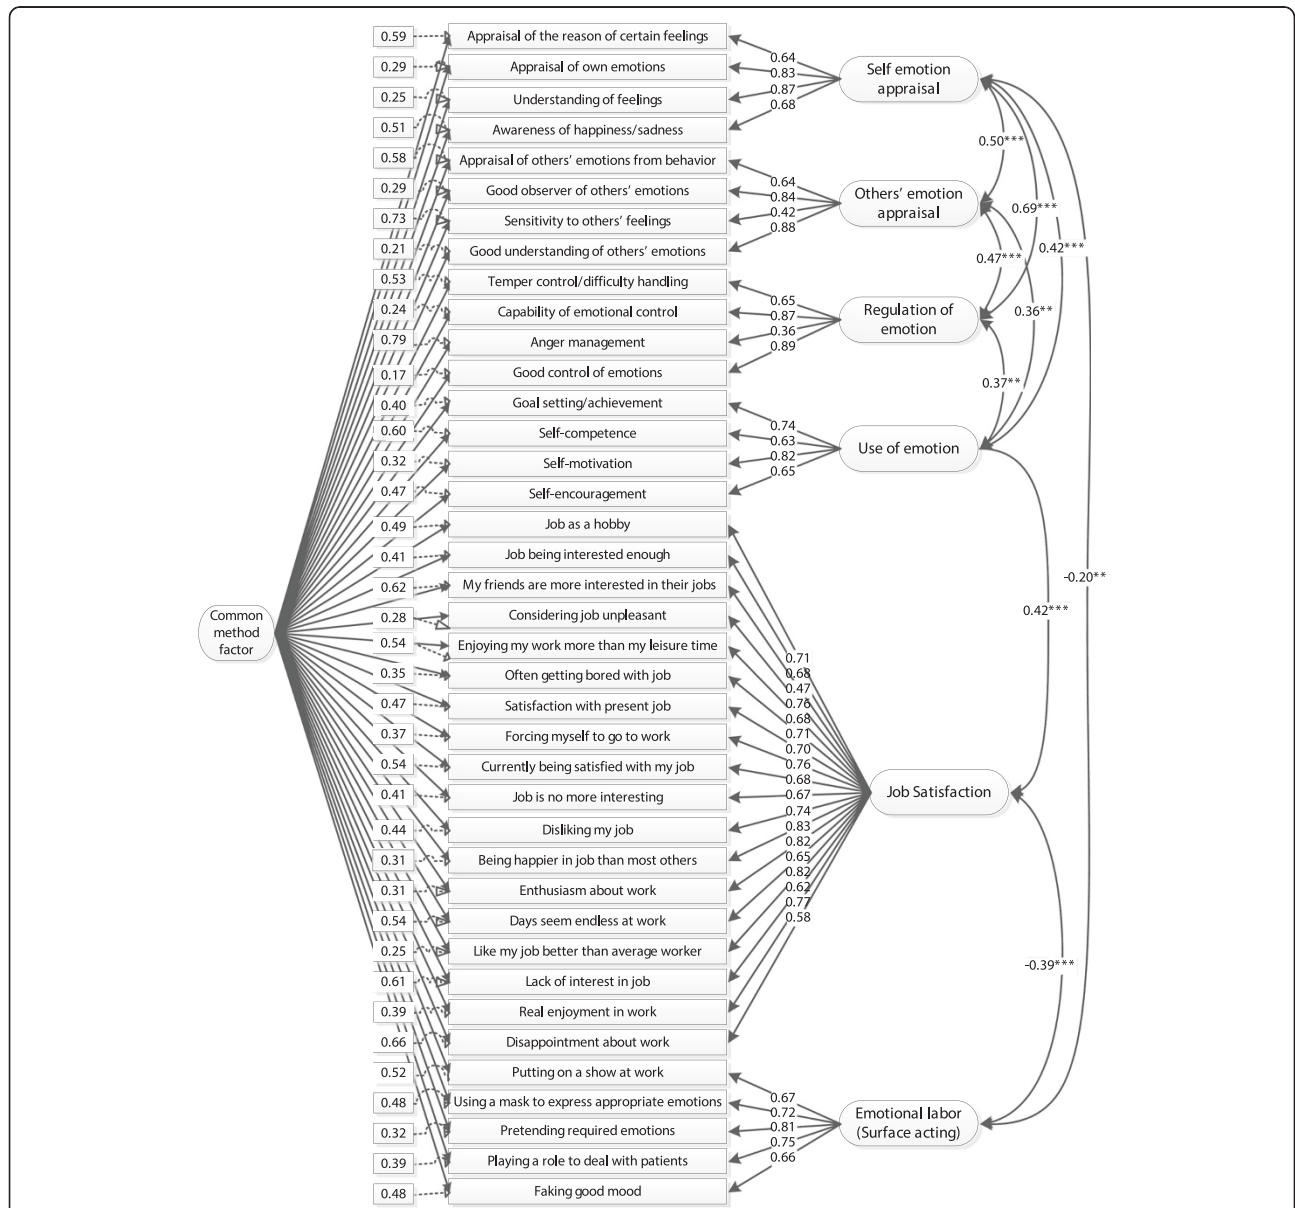 0.59
Appraisal of the reason of certain feelings
0.29
Appraisal of own emotions
0.25
Understanding of feelings
0.51
Awareness of happiness/sadness
0.64
0.83
0.87
0.68
Self emotion
appraisal
0.58
Appraisal of others’ emotions from behavior
0.29
Good observer of others’ emotions
0.73
Sensitivity to others’ feelings
0.21
Good understanding of others’ emotions
0.64
0.84
0.42
0.88
Others’ emotion
appraisal
0.53
Temper control/difficulty handling
0.24
Capability of emotional control
0.79
Anger management
0.17
Good control of emotions
0.65
0.87
0.36
0.89
Regulation of
emotion
0.40
Goal setting/achievement
0.60
Self-competence
0.32
Self-motivation
0.47
Self-encouragement
0.74
0.63
0.82
0.65
Use of emotion
0.50***
0.69***
0.42***
0.47***
0.36**
0.37**
-0.20**
0.42***
-0.39***
Common
method
factor
0.49
Job as a hobby
0.41
Job being interested enough
0.62
My friends are more interested in their jobs
0.28
Considering job unpleasant
0.54
Enjoying my work more than my leisure time
0.35
Often getting bored with job
0.47
Satisfaction with present job
0.37
Forcing myself to go to work
0.54
Currently being satisfied with my job
0.41
Job is no more interesting
0.44
Disliking my job
0.31
Being happier in job than most others
0.31
Enthusiasm about work
0.54
Days seem endless at work
0.25
Like my job better than average worker
0.61
Lack of interest in job
0.39
Real enjoyment in work
0.66
Disappointment about work
0.71
0.68
0.47
0.76
0.68
0.71
0.70
0.76
0.68
0.67
0.74
0.83
0.82
0.65
0.82
0.62
0.77
0.58
Job Satisfaction
0.52
Putting on a show at work
0.48
Using a mask to express appropriate emotions
0.32
Pretending required emotions
0.39
Playing a role to deal with patients
0.48
Faking good mood
0.67
0.72
0.81
0.75
0.66
Emotional labor
(Surface acting)